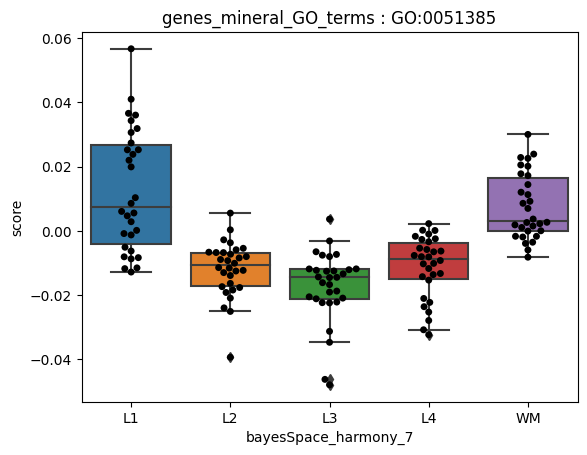 genes_mineral_GO_terms : GO:0051385
score
0.06
0.04
0.02
0.00
−0.02
−0.04
L1 L2 L3 L4 WM
bayesSpace_harmony_7